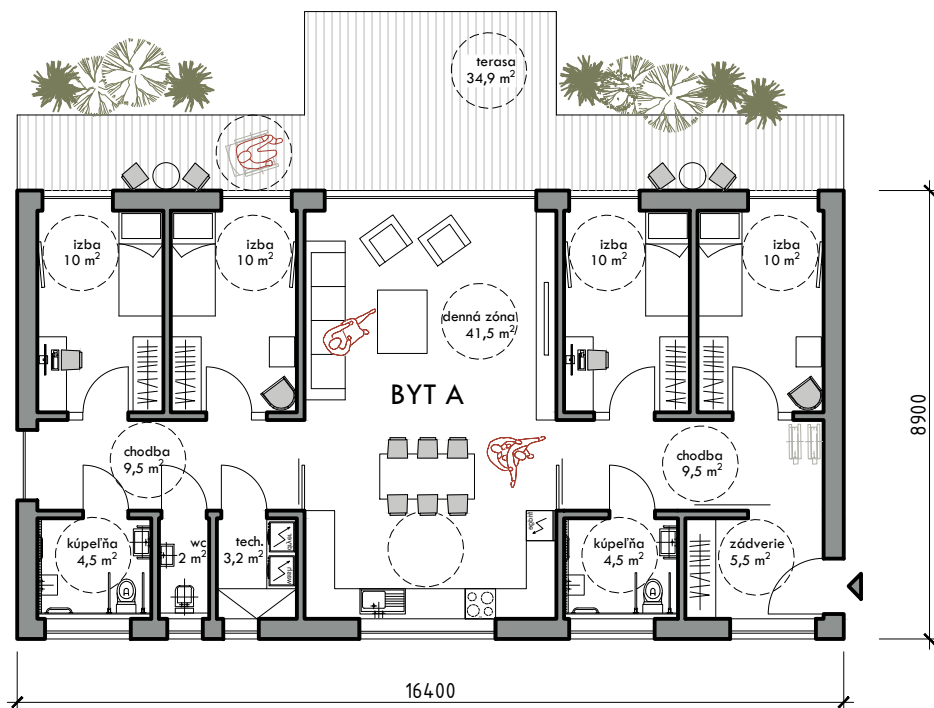 terasa
34,9 m²
izba
10 m²
izba
10 m²
izba
10 m²
izba
10 m²
denná zóna
41,5 m²
BYT A
8900
chodba
9,5 m²
chodba
9,5 m²
kúpeľňa
4,5 m²
wc
2 m²
tech.
3,2 m²
kúpeľňa
4,5 m²
zádverie
5,5 m²
16400